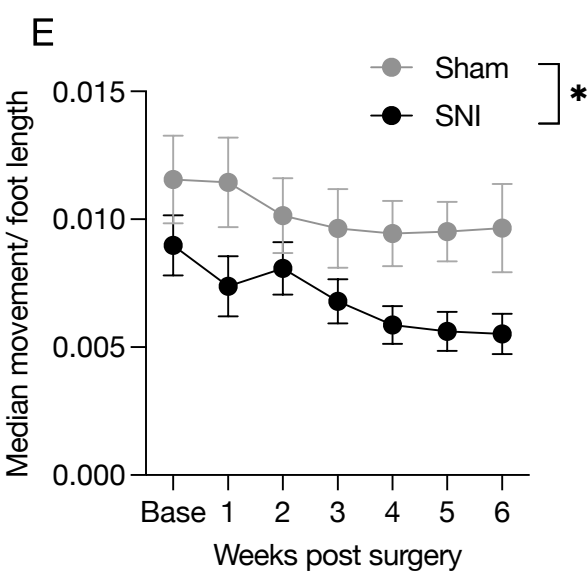 E
Sham
SNI
*
Median movement/ foot length
0.015
0.010
0.005
0.000
Base 1 2 3 4 5 6
Weeks post surgery